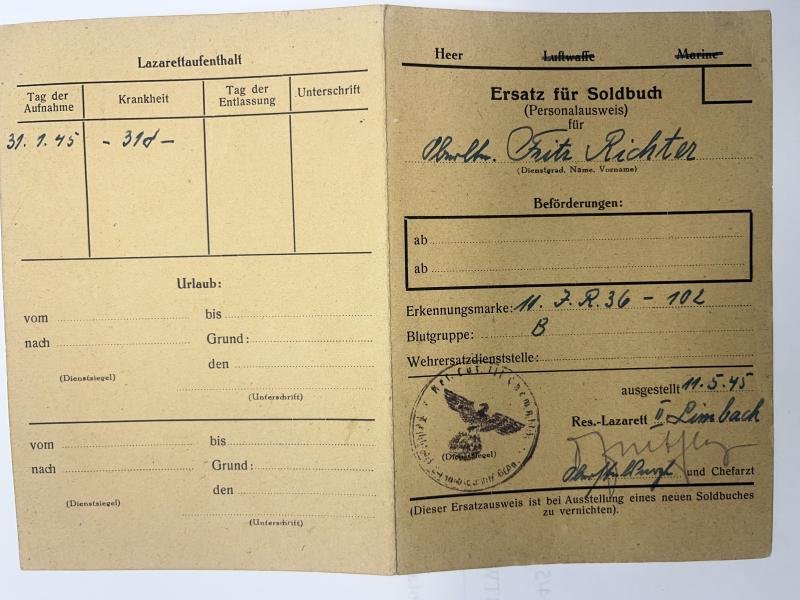 Lazarettaufenthalt
Tag der Aufnahme Krankheit Tag der Entlassung Unterschrift
31. 1. 45 - 31d -
Urlaub:
vom bis
nach Grund:
den
(Dienstsiegel)
(Unterschrift)
vom bis
nach Grund:
den
(Dienstsiegel)
(Unterschrift)
Heer Luftwaffe Marine
Ersatz für Soldbuch
(Personalausweis)
für
Oberltn. Fritz Richter
(Dienstgrad, Name, Vorname)
Beförderungen:
ab
ab
Erkennungsmarke: 11. J. R. 36 - 102
Blutgruppe: B
Wehrersatzdienststelle:
ausgestellt 11.5.45
Res.-Lazarett II Limbach
(Dienstsiegel)
und Chefarzt
(Dieser Ersatzausweis ist bei Ausstellung eines neuen Soldbuches
zu vernichten).